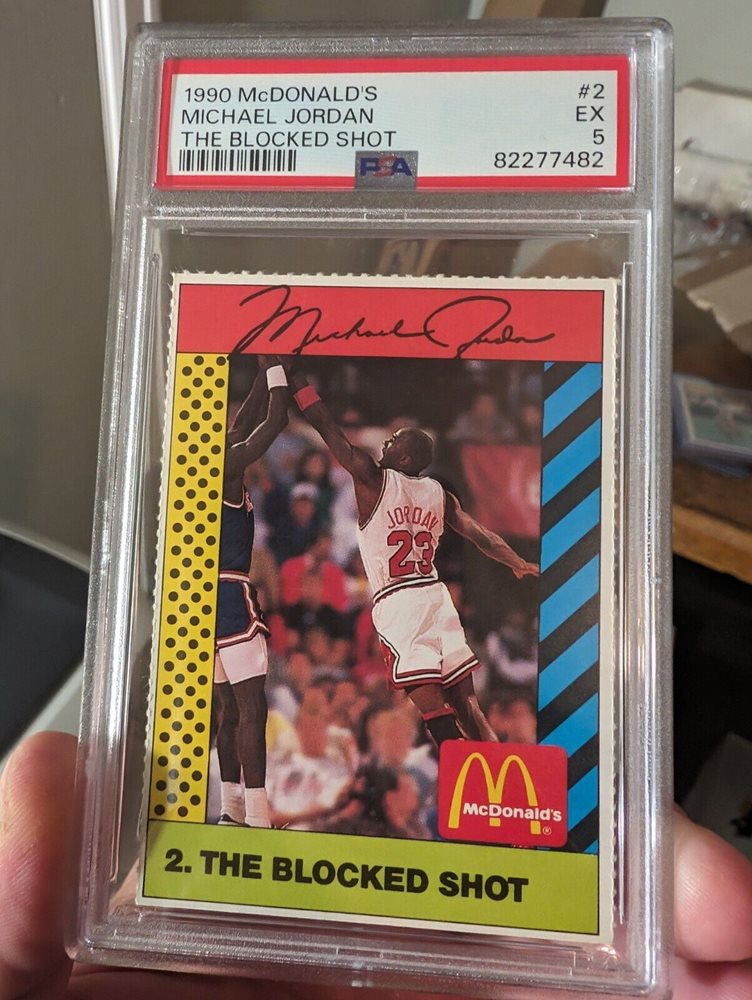 1990 McDONALD'S #2
MICHAEL JORDAN EX
THE BLOCKED SHOT 5
PSA 82277482
Michael Jordan
JORDAN
23
McDonald's®
2. THE BLOCKED SHOT